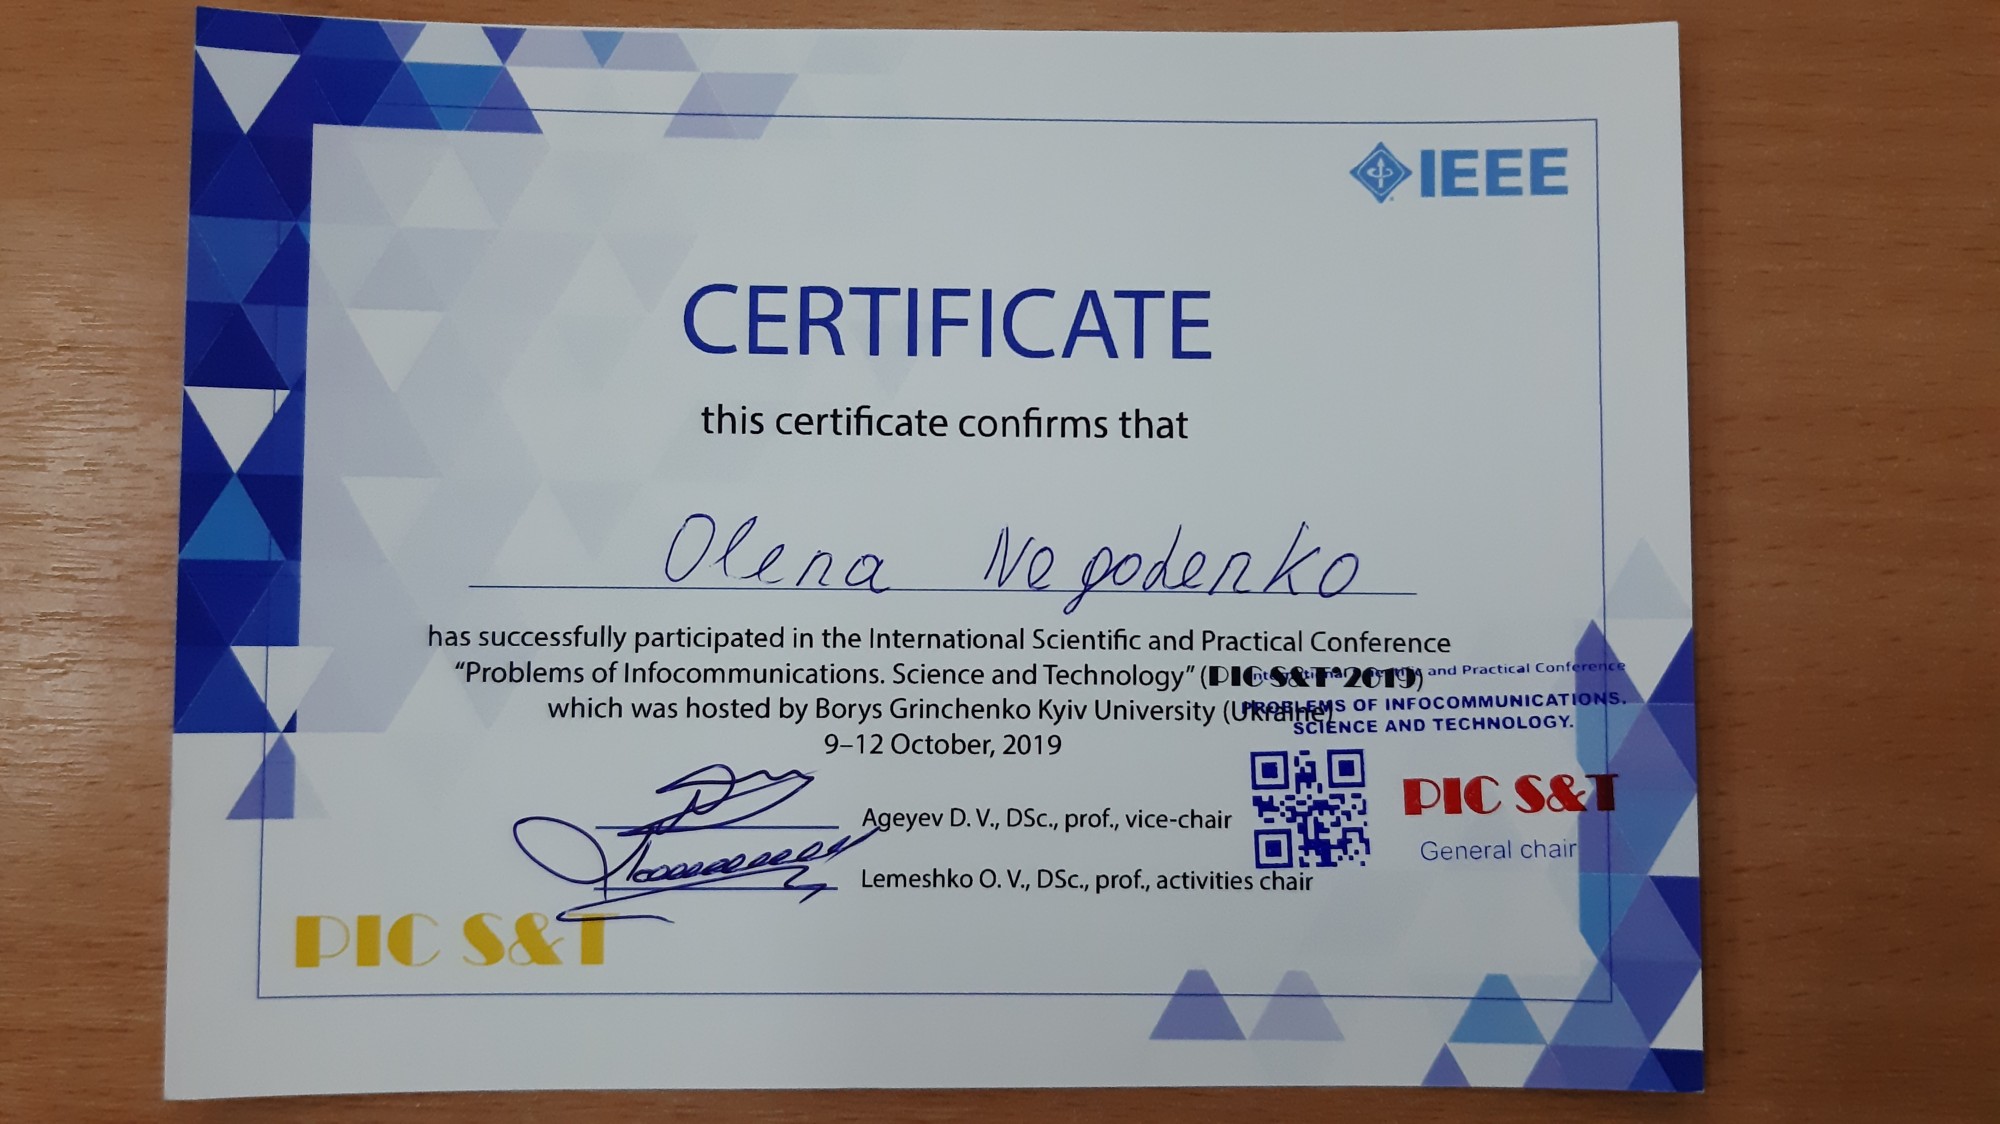 IEEE
CERTIFICATE
this certificate confirms that
Olena Negodenko
has successfully participated in the International Scientific and Practical Conference
“Problems of Infocommunications. Science and Technology” (PIC S&T‘2019)
which was hosted by Borys Grinchenko Kyiv University (Ukraine)
9–12 October, 2019
International Scientific and Practical Conference
PROBLEMS OF INFOCOMMUNICATIONS.
SCIENCE AND TECHNOLOGY.
PIC S&T
General chair
Ageyev D. V., DSc., prof., vice-chair
Lemeshko O. V., DSc., prof., activities chair
PIC S&T